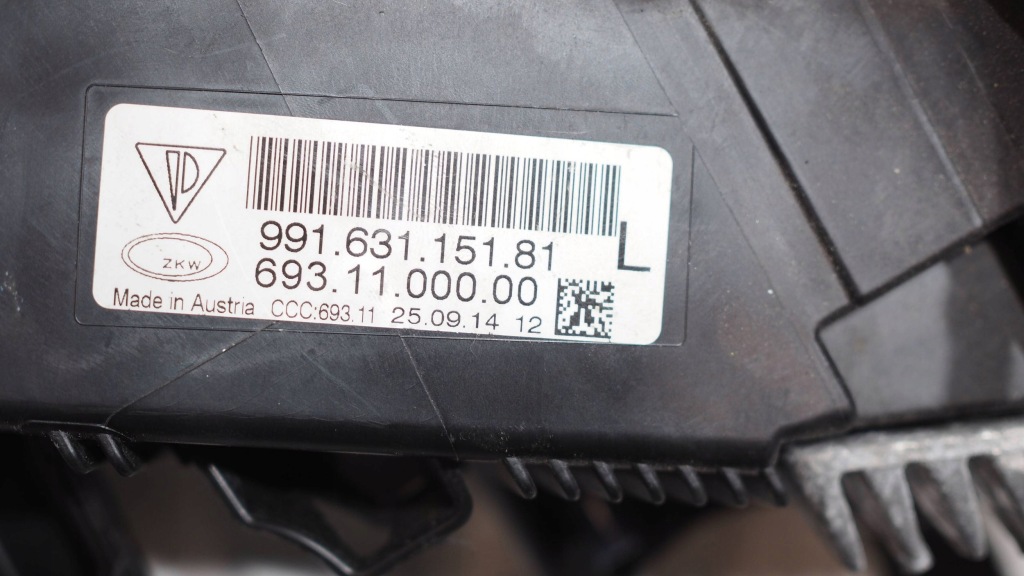 991.631.151.81
L
ZKW
693.11.000.00
Made in Austria CCC:693.11 25.09.14 12